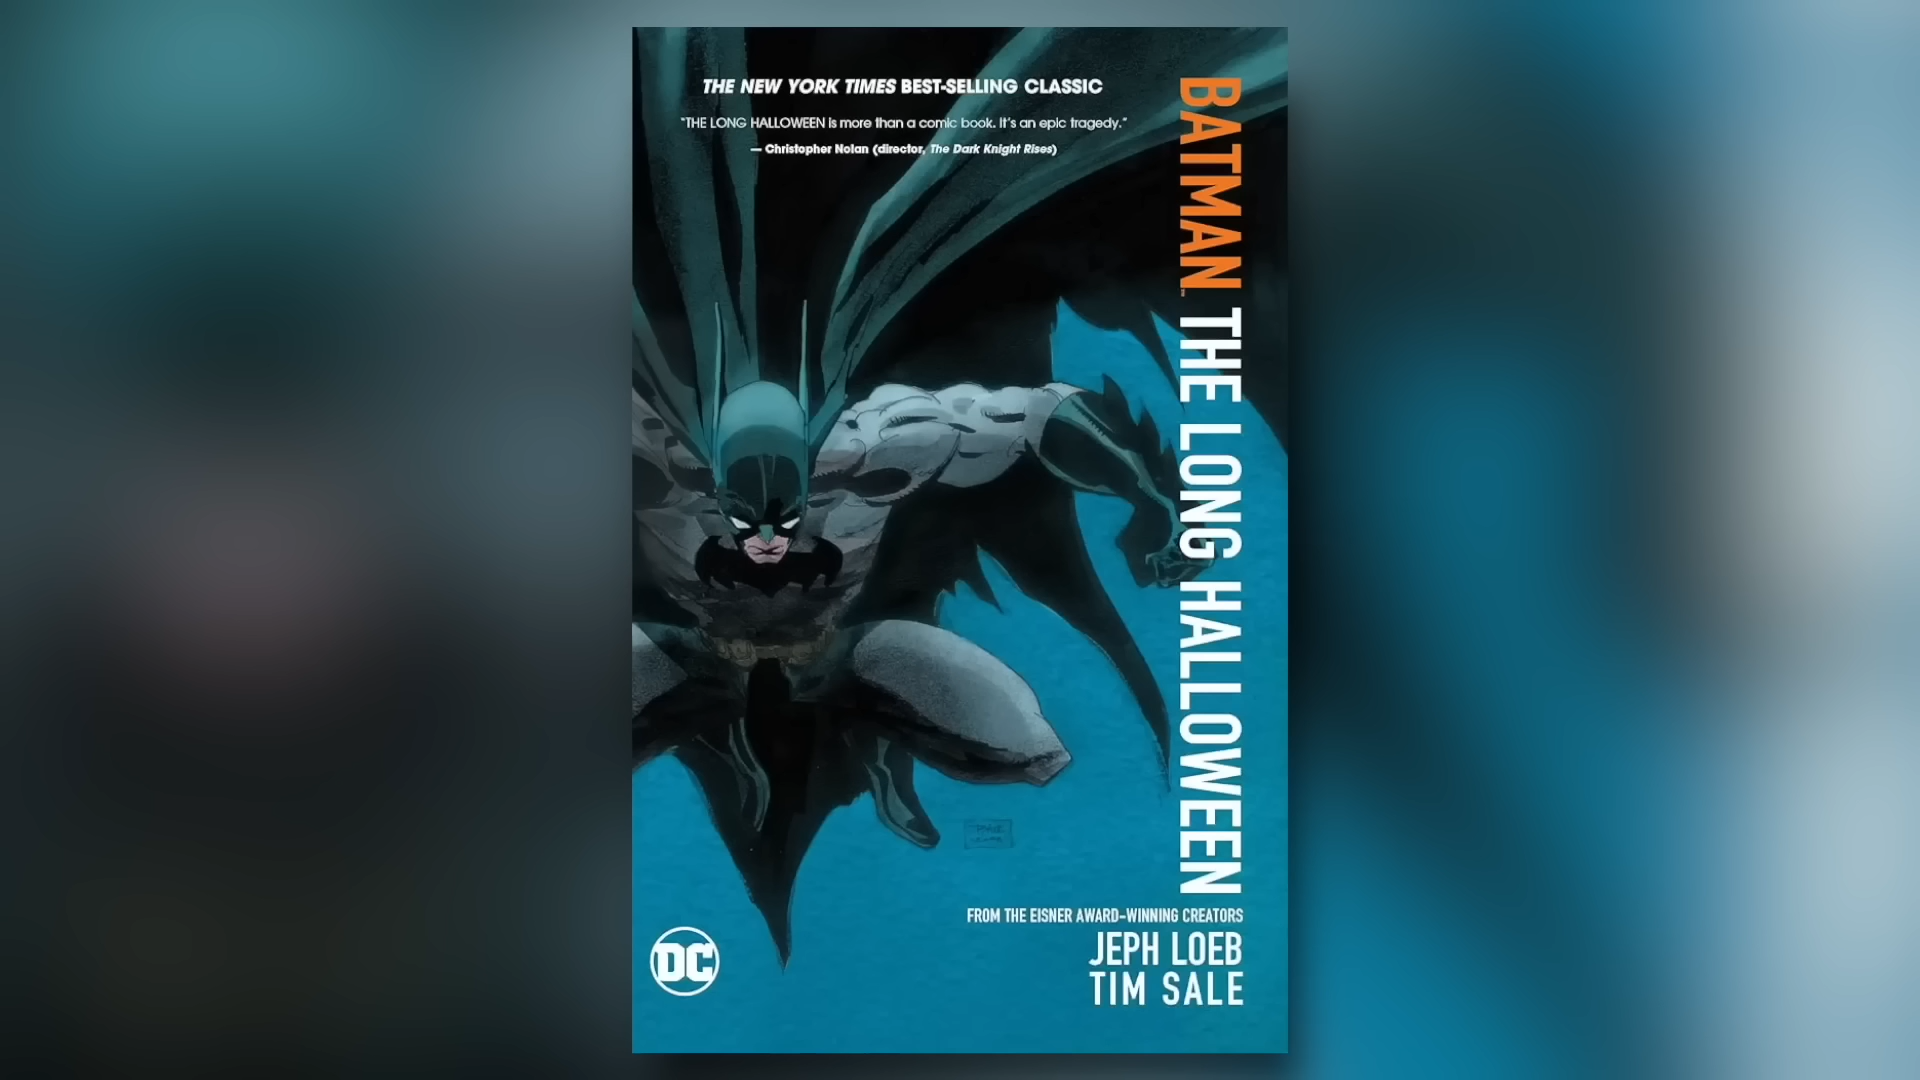 THE NEW YORK TIMES BEST-SELLING CLASSIC
"THE LONG HALLOWEEN is more than a comic book. It's an epic tragedy."
— Christopher Nolan (director, The Dark Knight Rises)
BATMAN™ THE LONG HALLOWEEN
FROM THE EISNER AWARD-WINNING CREATORS
JEPH LOEB
TIM SALE
DC